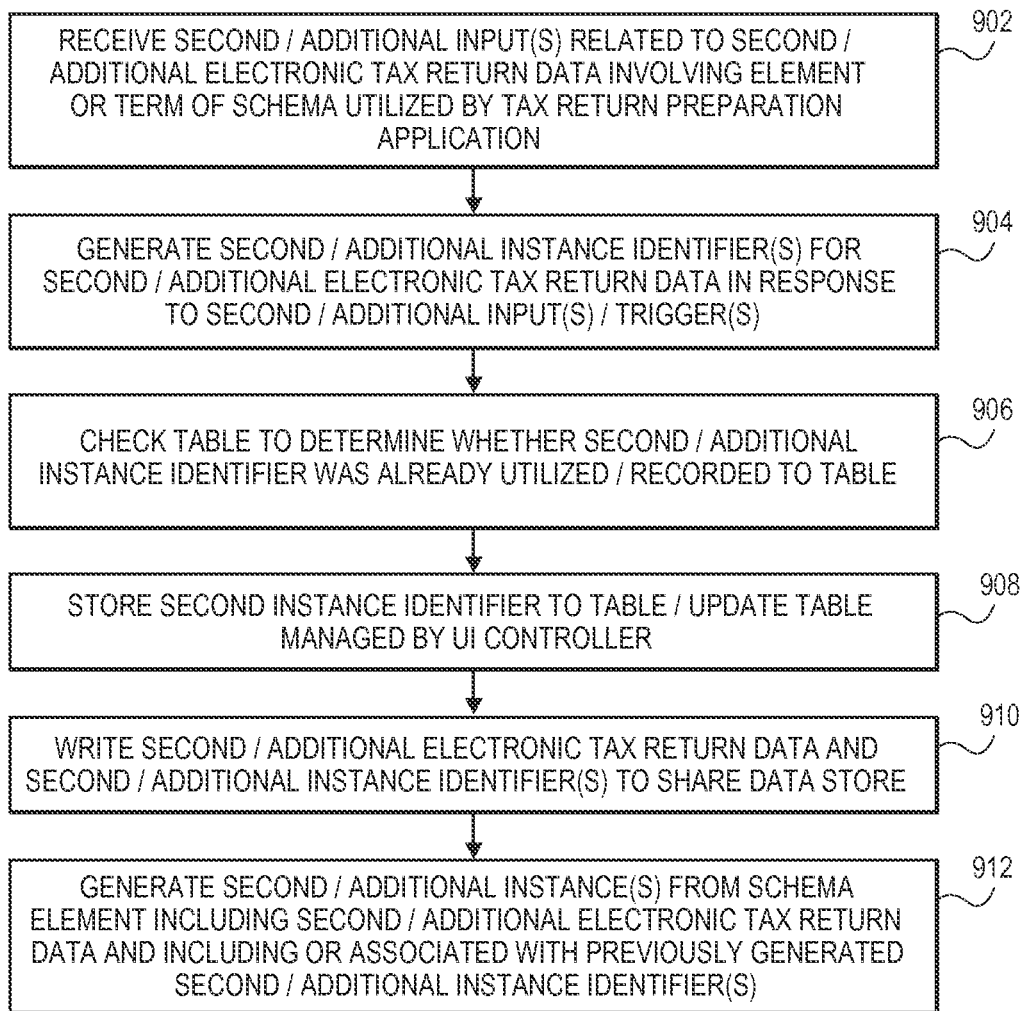 902
RECEIVE SECOND / ADDITIONAL INPUT(S) RELATED TO SECOND /
ADDITIONAL ELECTRONIC TAX RETURN DATA INVOLVING ELEMENT
OR TERM OF SCHEMA UTILIZED BY TAX RETURN PREPARATION
APPLICATION
904
GENERATE SECOND / ADDITIONAL INSTANCE IDENTIFIER(S) FOR
SECOND / ADDITIONAL ELECTRONIC TAX RETURN DATA IN RESPONSE
TO SECOND / ADDITIONAL INPUT(S) / TRIGGER(S)
906
CHECK TABLE TO DETERMINE WHETHER SECOND / ADDITIONAL
INSTANCE IDENTIFIER WAS ALREADY UTILIZED / RECORDED TO TABLE
908
STORE SECOND INSTANCE IDENTIFIER TO TABLE / UPDATE TABLE
MANAGED BY UI CONTROLLER
910
WRITE SECOND / ADDITIONAL ELECTRONIC TAX RETURN DATA AND
SECOND / ADDITIONAL INSTANCE IDENTIFIER(S) TO SHARE DATA STORE
912
GENERATE SECOND / ADDITIONAL INSTANCE(S) FROM SCHEMA
ELEMENT INCLUDING SECOND / ADDITIONAL ELECTRONIC TAX RETURN
DATA AND INCLUDING OR ASSOCIATED WITH PREVIOUSLY GENERATED
SECOND / ADDITIONAL INSTANCE IDENTIFIER(S)